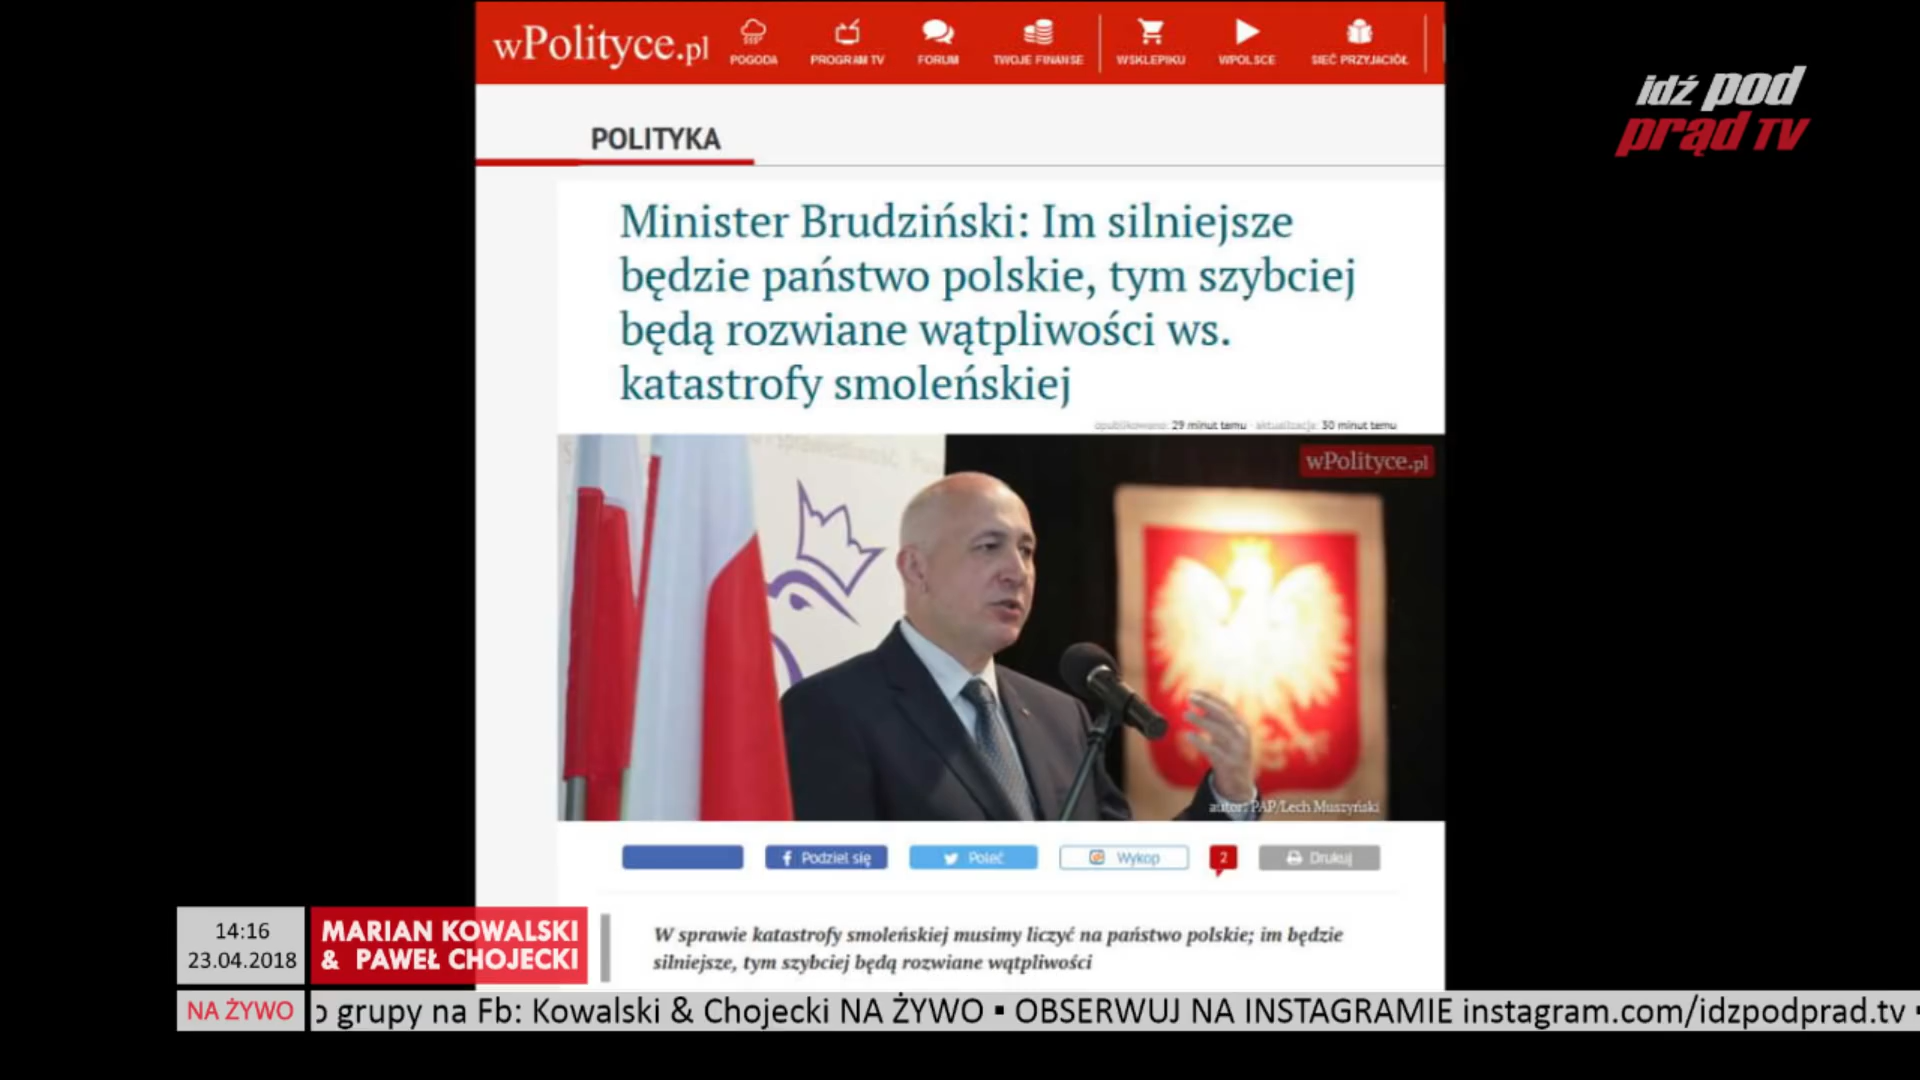 wPolityce.pl
POGODA
PROGRAM TV
FORUM
TWOJE FINANSE
WSKLEPIKU
WPOLSCE
SIEĆ PRZYJACIÓŁ
idź pod
prąd TV
POLITYKA
Minister Brudziński: Im silniejsze
będzie państwo polskie, tym szybciej
będą rozwiane wątpliwości ws.
katastrofy smoleńskiej
opublikowano: 29 minut temu · aktualizacja: 30 minut temu
wPolityce.pl
autor: PAP/Lech Muszyński
Podziel się
Poleć
Wykop
2
Drukuj
W sprawie katastrofy smoleńskiej musimy liczyć na państwo polskie; im będzie
silniejsze, tym szybciej będą rozwiane wątpliwości
14:16
23.04.2018
MARIAN KOWALSKI
& PAWEŁ CHOJECKI
NA ŻYWO
grupy na Fb: Kowalski & Chojecki NA ŻYWO ▪ OBSERWUJ NA INSTAGRAMIE instagram.com/idzpodprad.tv